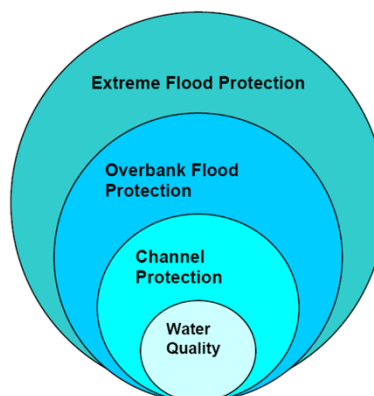 Extreme Flood Protection
Overbank Flood
Protection
Channel
Protection
Water
Quality